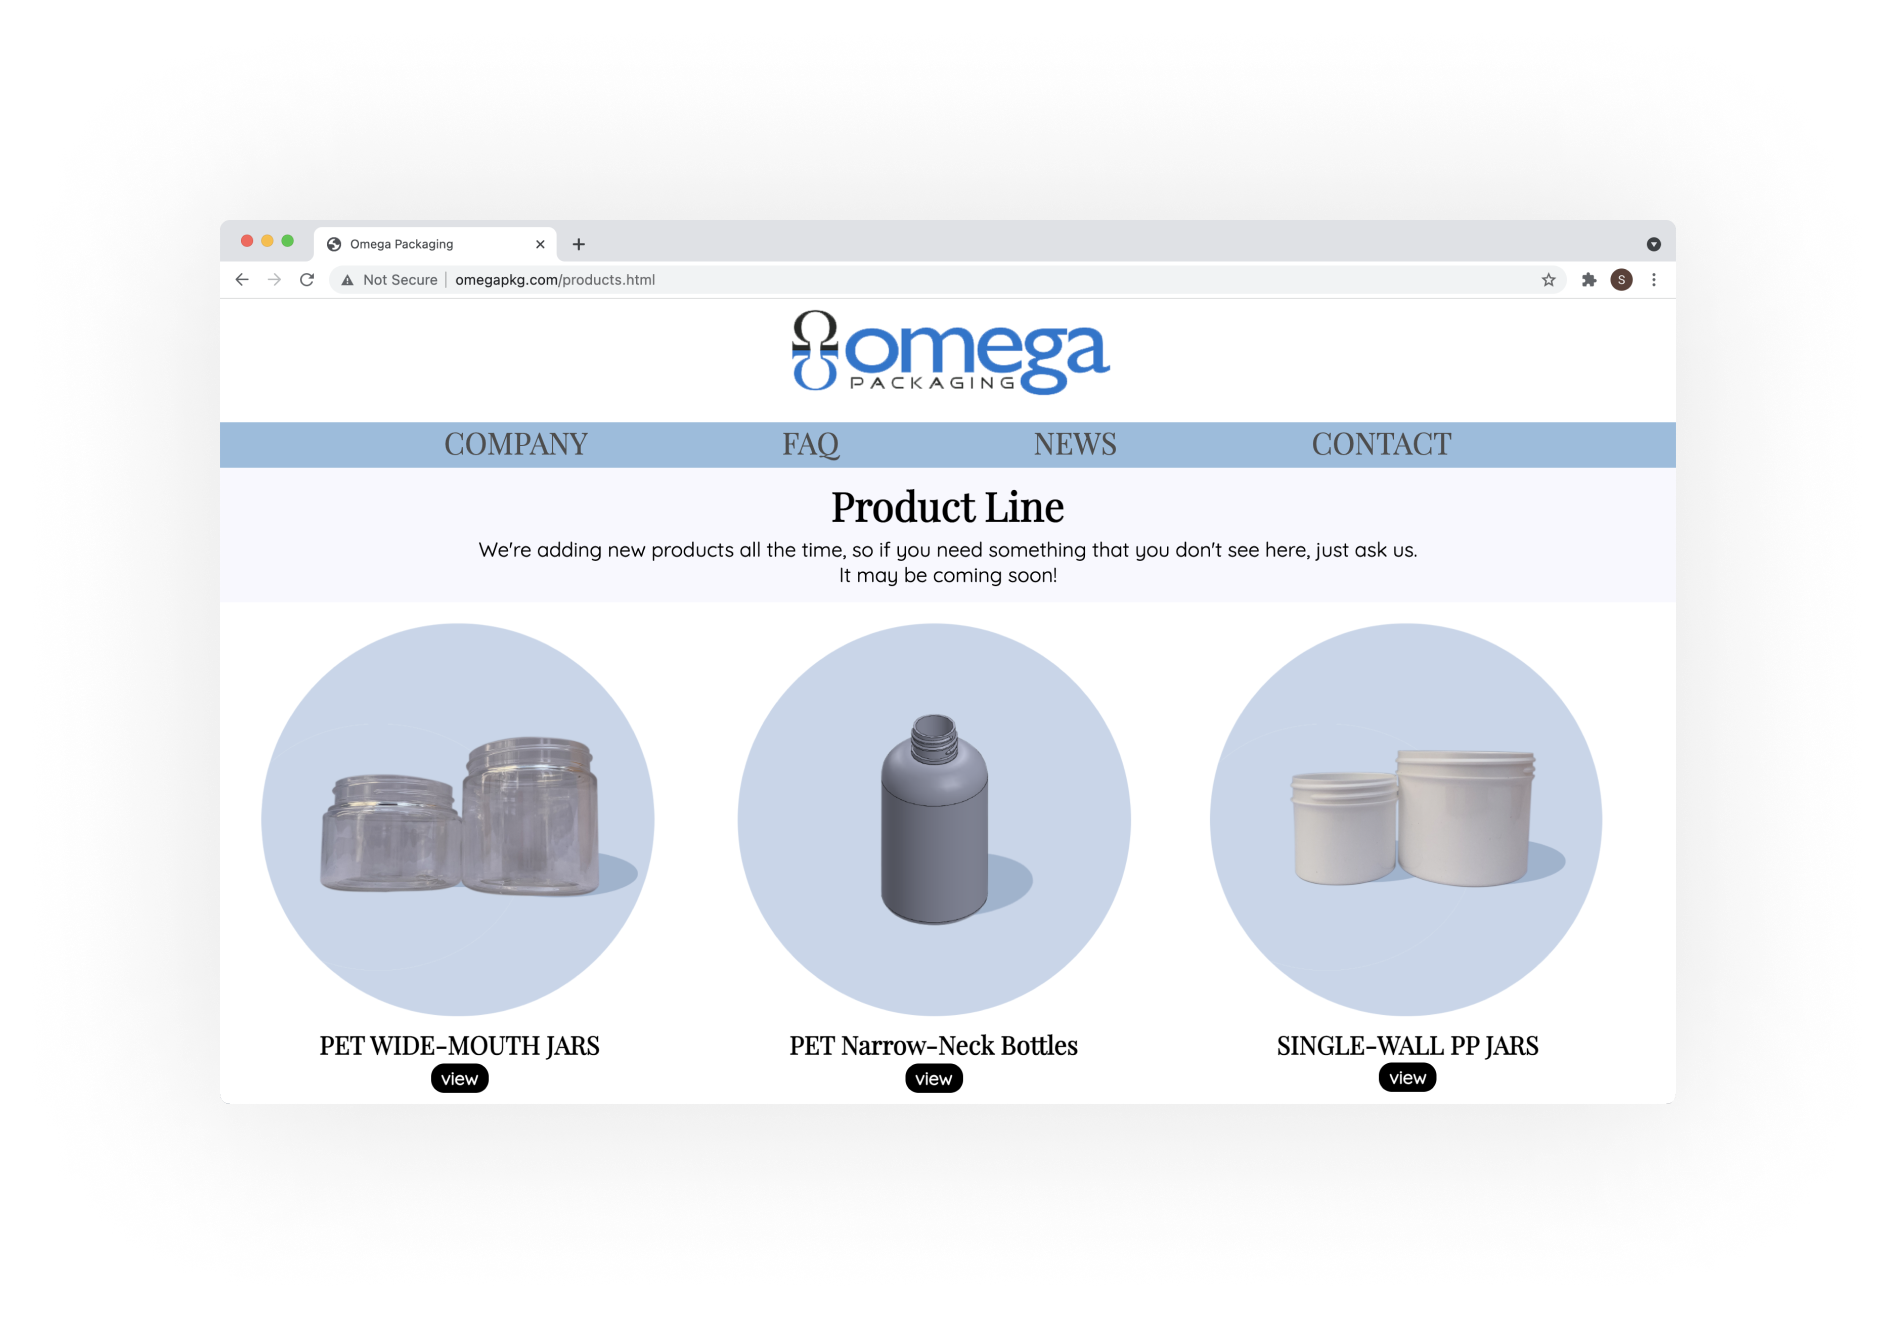 Omega Packaging
Not Secure | omegapkg.com/products.html
S
omega
PACKAGING
COMPANY FAQ NEWS CONTACT
Product Line
We're adding new products all the time, so if you need something that you don't see here, just ask us.
It may be coming soon!
PET WIDE-MOUTH JARS PET Narrow-Neck Bottles SINGLE-WALL PP JARS
view view view